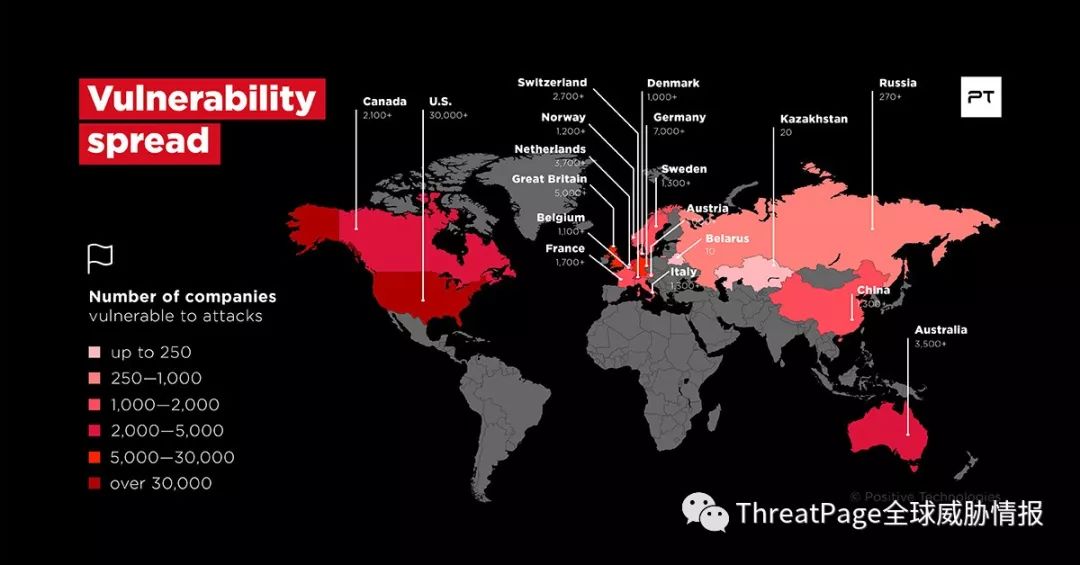 Vulnerability
spread
Canada
2,100+
U.S.
30,000+
Switzerland
2,700+
Norway
1,200+
Netherlands
3,700+
Great Britain
5,000+
Belgium
1,100+
France
1,700+
Denmark
1,000+
Germany
7,000+
Sweden
1,300+
Austria
Belarus
10
Italy
1,300+
Kazakhstan
20
Russia
270+
China
Australia
3,500+
PT
Number of companies
vulnerable to attacks
up to 250
250—1,000
1,000—2,000
2,000—5,000
5,000—30,000
over 30,000
© Positive Technologies
ThreatPage全球威胁情报